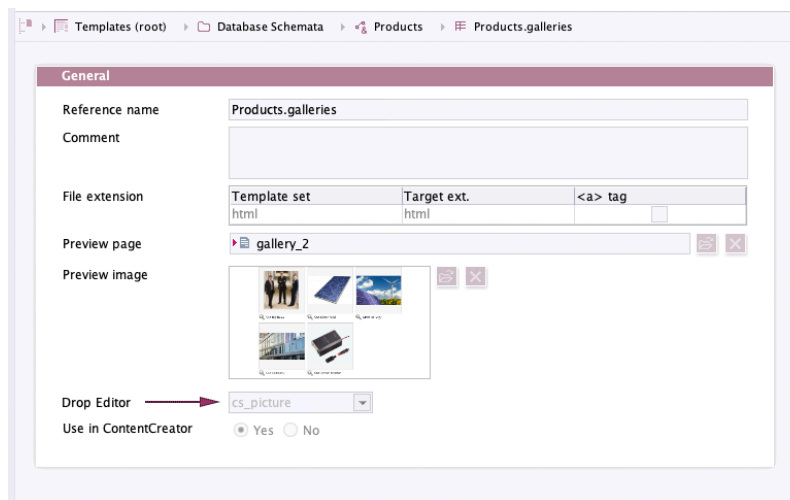 Templates (root) Database Schemata Products Products.galleries
General
Reference name Products.galleries
Comment
File extension Template set Target ext. <a> tag
html html
Preview page gallery_2
Preview image
Drop Editor cs_picture
Use in ContentCreator Yes No